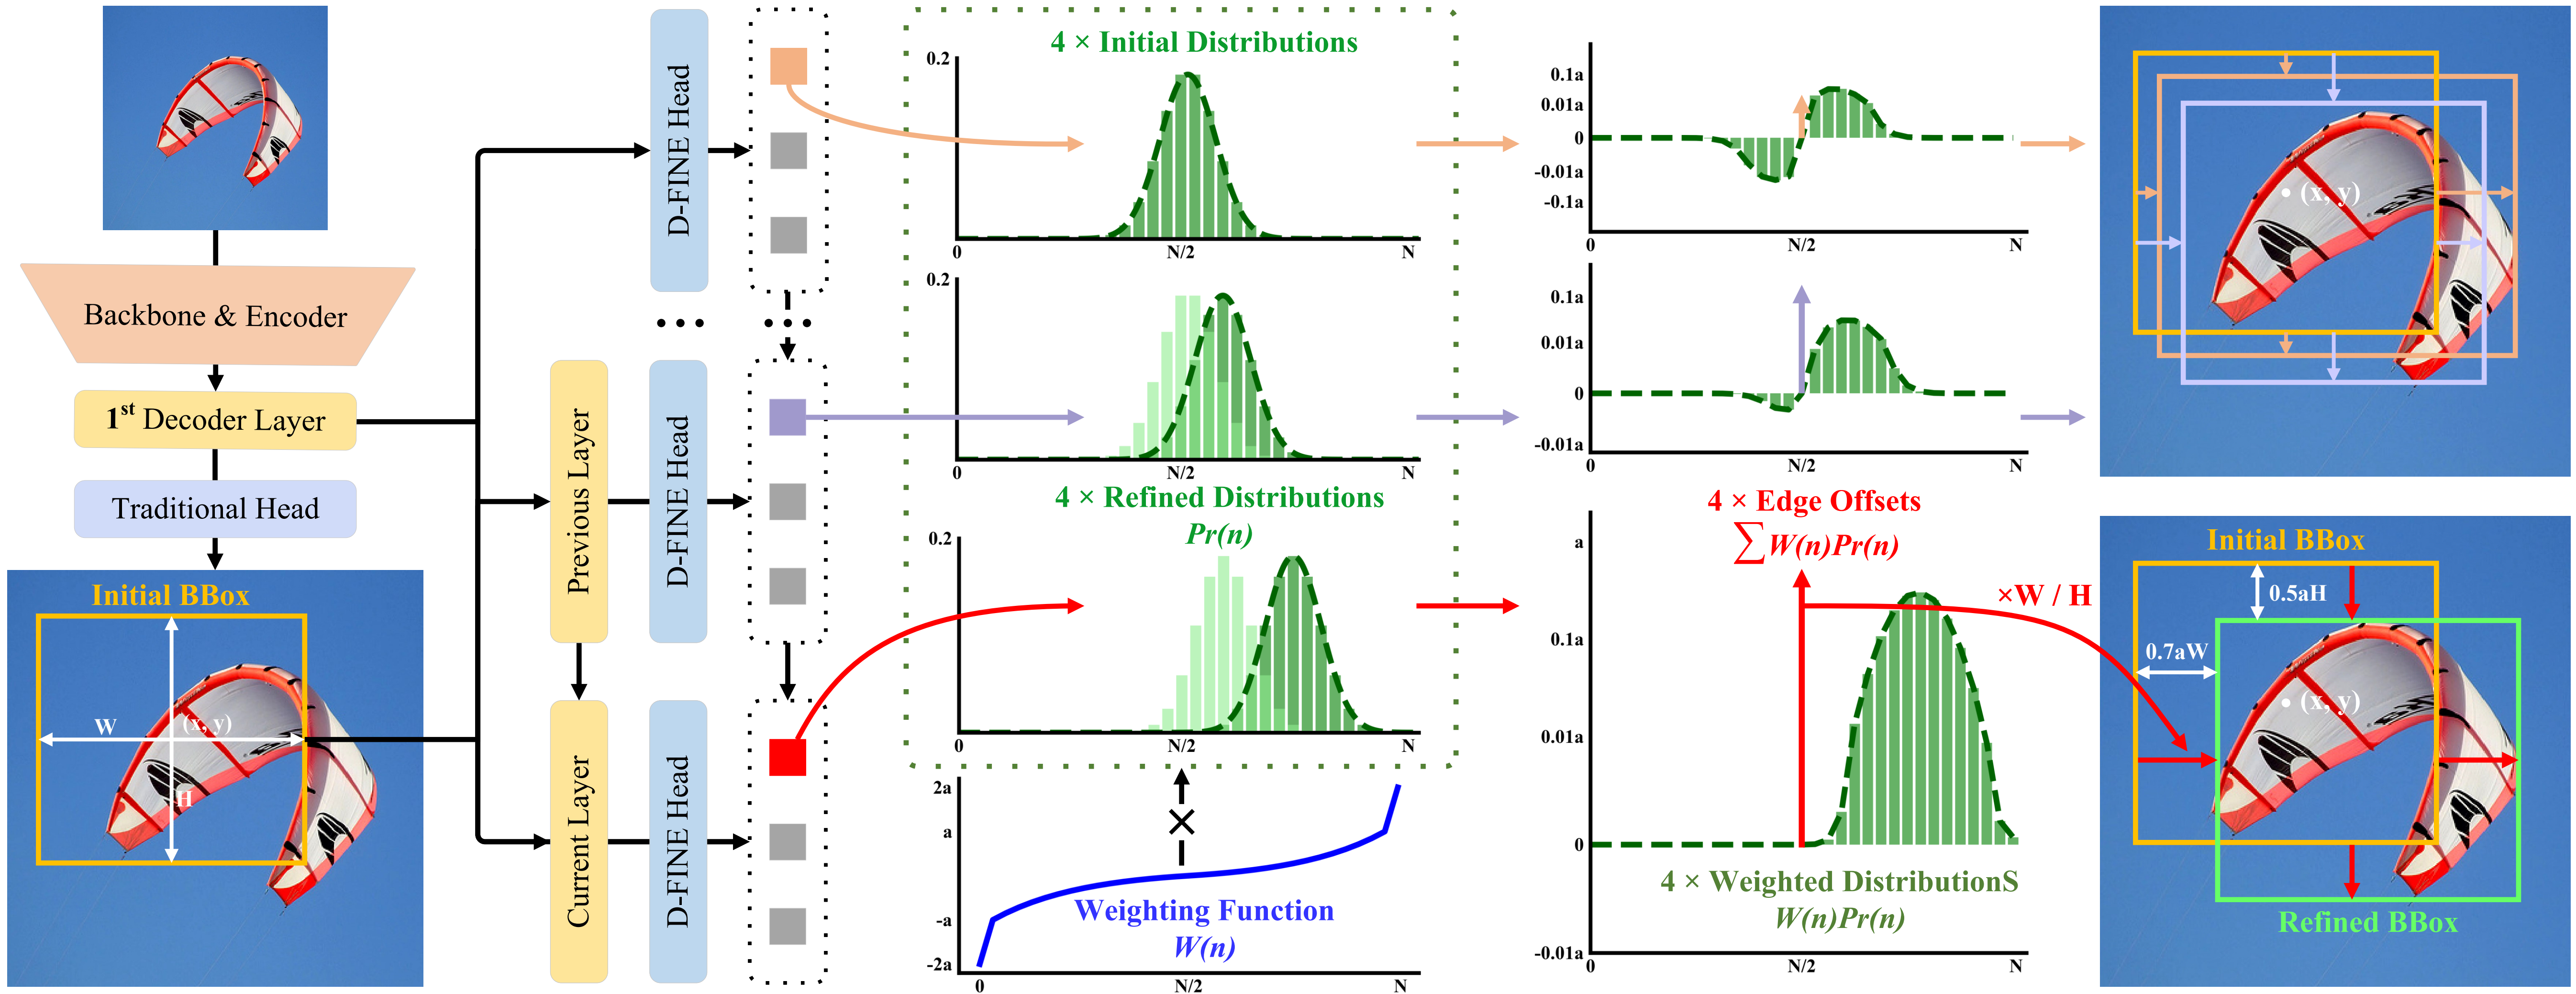 Backbone & Encoder
1st Decoder Layer
Traditional Head
Initial BBox
W
(x, y)
H
Previous Layer
Current Layer
D-FINE Head
D-FINE Head
D-FINE Head
4 × Initial Distributions
0.2
0
N/2
N
0.2
0
N/2
N
4 × Refined Distributions
Pr(n)
0.2
0
N/2
N
2a
a
-a
-2a
Weighting Function
W(n)
0
N/2
N
0.1a
0.01a
0
-0.01a
-0.1a
0
N/2
N
0.1a
0.01a
0
-0.01a
0
N/2
N
4 × Edge Offsets
∑W(n)Pr(n)
a
0.1a
0.01a
0
-0.01a
×W / H
4 × Weighted DistributionS
W(n)Pr(n)
0
N/2
N
(x, y)
Initial BBox
0.5aH
0.7aW
(x, y)
Refined BBox